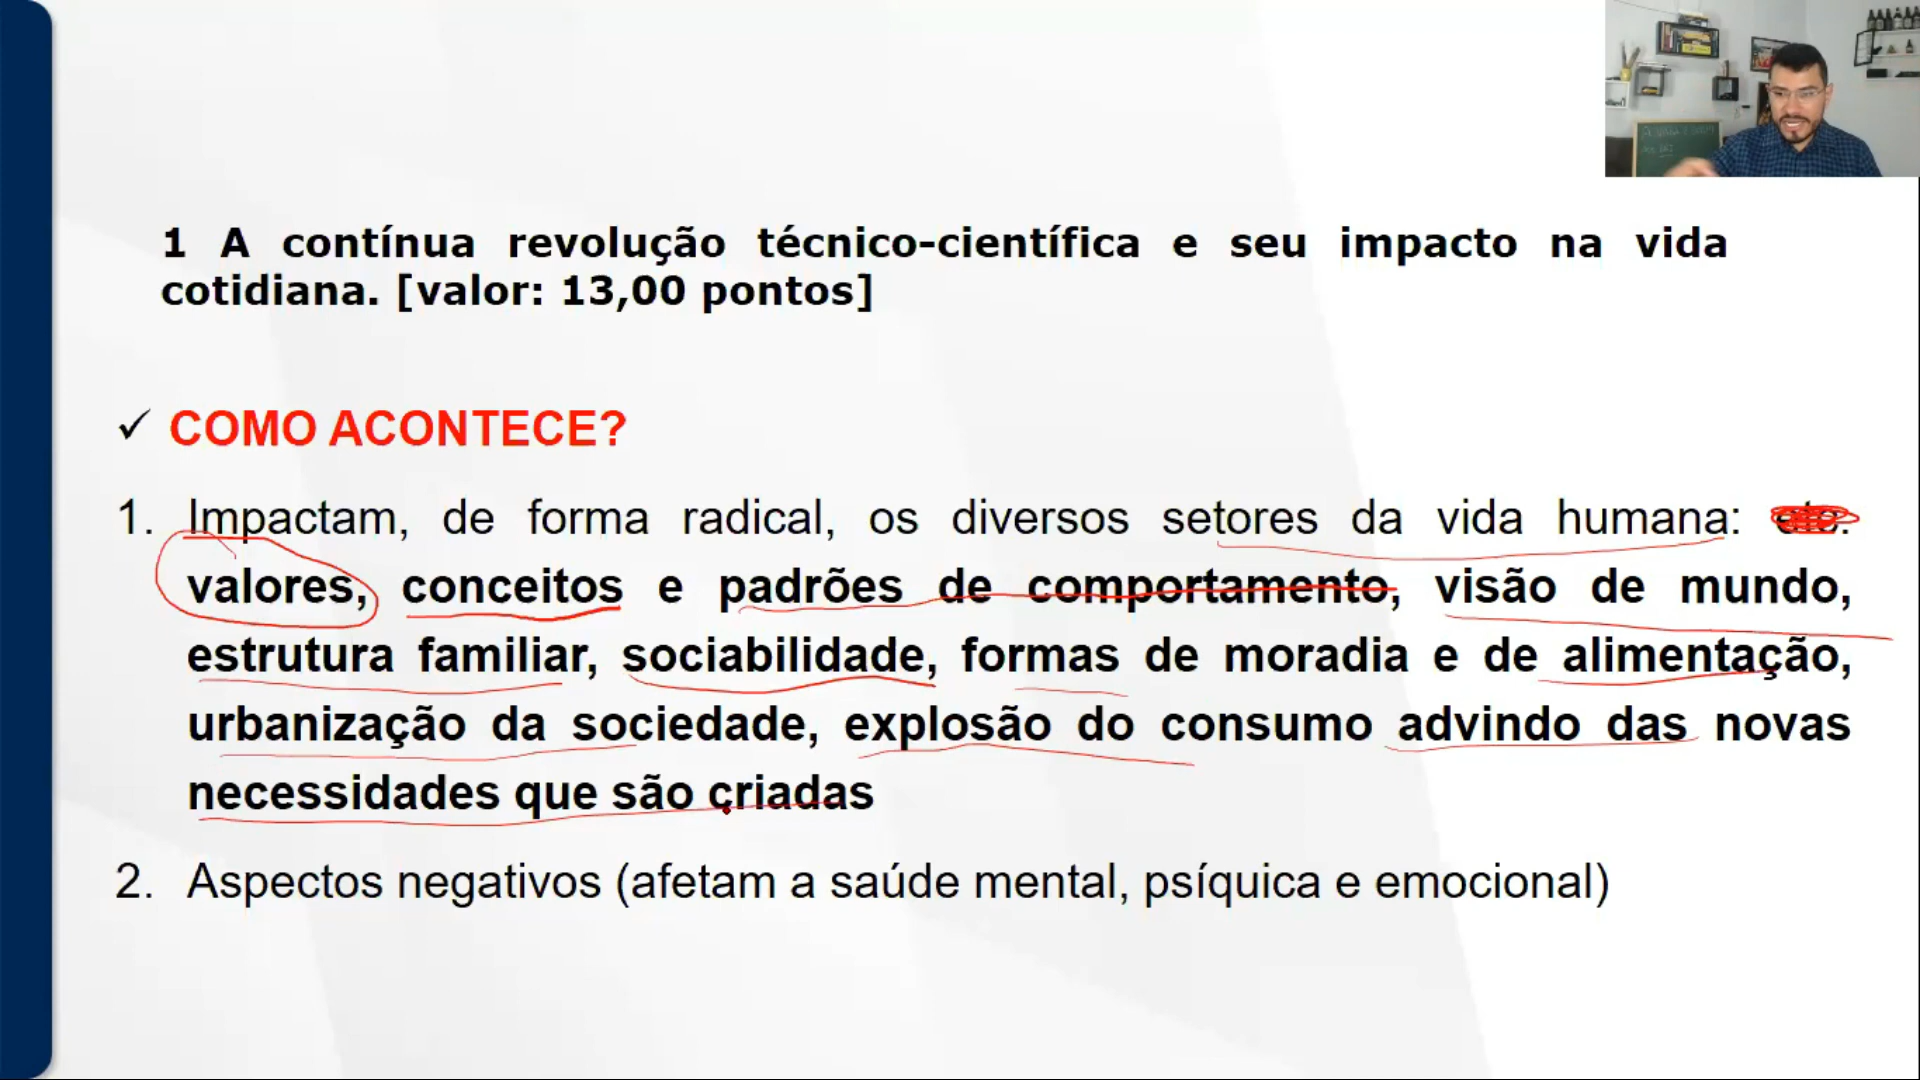 1 A contínua revolução técnico-científica e seu impacto na vida
cotidiana. [valor: 13,00 pontos]
✓ COMO ACONTECE?
1. Impactam, de forma radical, os diversos setores da vida humana:
valores, conceitos e padrões de comportamento, visão de mundo,
estrutura familiar, sociabilidade, formas de moradia e de alimentação,
urbanização da sociedade, explosão do consumo advindo das novas
necessidades que são criadas
2. Aspectos negativos (afetam a saúde mental, psíquica e emocional)